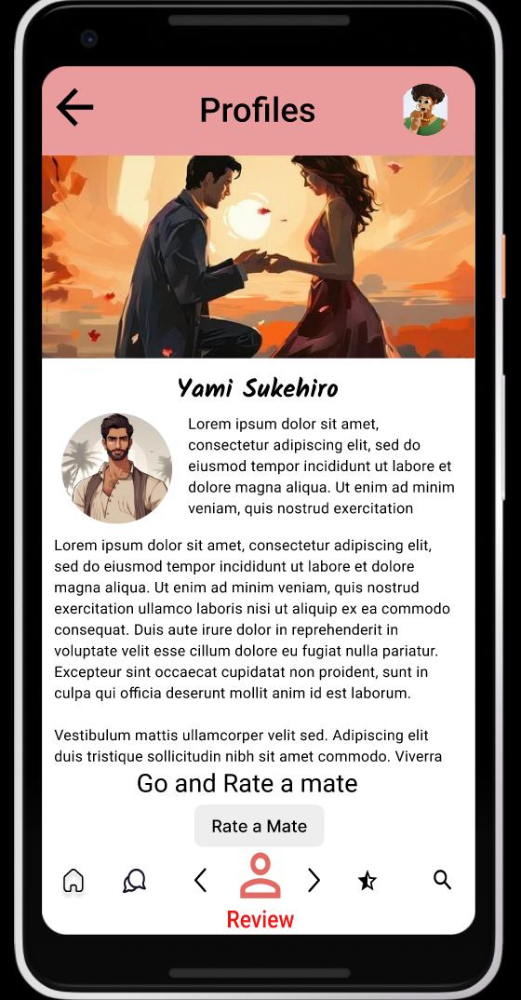 Profiles
Yami Sukehiro
Lorem ipsum dolor sit amet,
consectetur adipiscing elit, sed do
eiusmod tempor incididunt ut labore et
dolore magna aliqua. Ut enim ad minim
veniam, quis nostrud exercitation
Lorem ipsum dolor sit amet, consectetur adipiscing elit,
sed do eiusmod tempor incididunt ut labore et dolore
magna aliqua. Ut enim ad minim veniam, quis nostrud
exercitation ullamco laboris nisi ut aliquip ex ea commodo
consequat. Duis aute irure dolor in reprehenderit in
voluptate velit esse cillum dolore eu fugiat nulla pariatur.
Excepteur sint occaecat cupidatat non proident, sunt in
culpa qui officia deserunt mollit anim id est laborum.
Vestibulum mattis ullamcorper velit sed. Adipiscing elit
duis tristique sollicitudin nibh sit amet commodo. Viverra
Go and Rate a mate
Rate a Mate
Review